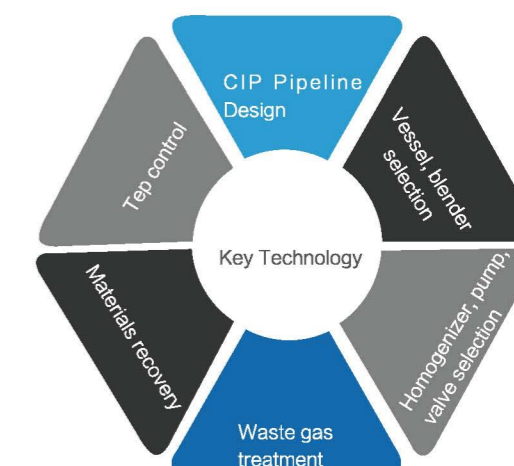 CIP Pipeline
Design
Vessel, blender
selection
Homogenizer, pump,
valve selection
Waste gas
treatment
Materials recovery
Tep control
Key Technology